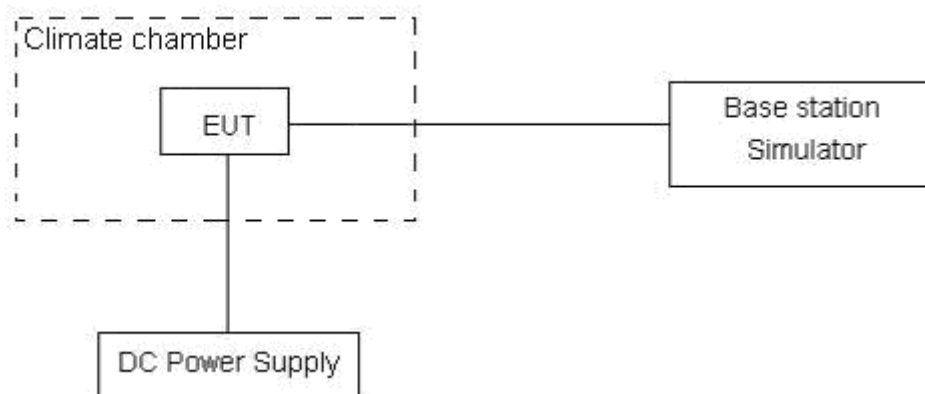 Climate chamber
EUT
Base station
Simulator
DC Power Supply